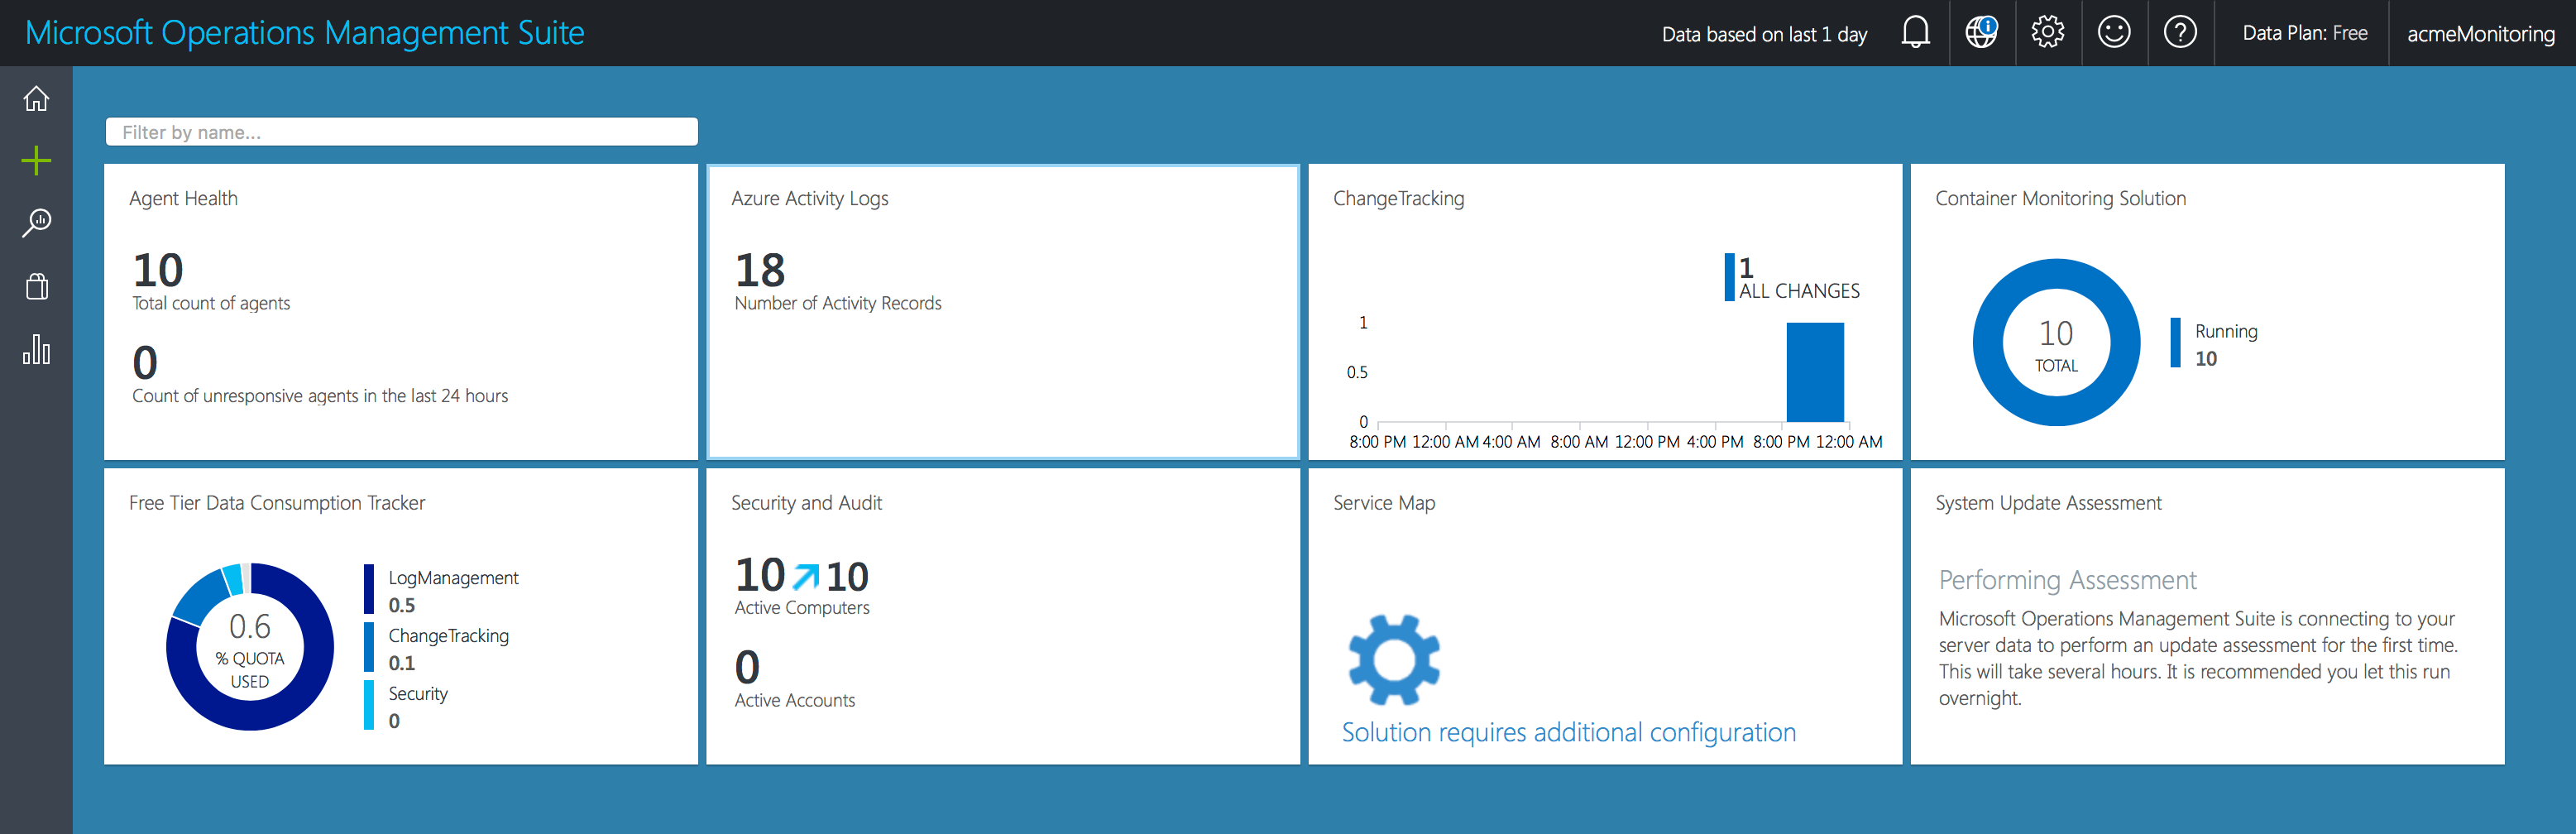 Microsoft Operations Management Suite
Data based on last 1 day
i
?
Data Plan: Free
acmeMonitoring
Filter by name...
Agent Health
10
Total count of agents
0
Count of unresponsive agents in the last 24 hours
Azure Activity Logs
18
Number of Activity Records
ChangeTracking
1
ALL CHANGES
1
0.5
0
8:00 PM 12:00 AM 4:00 AM 8:00 AM 12:00 PM 4:00 PM 8:00 PM 12:00 AM
Container Monitoring Solution
10
TOTAL
Running
10
Free Tier Data Consumption Tracker
0.6
% QUOTA
USED
LogManagement
0.5
ChangeTracking
0.1
Security
0
Security and Audit
10 10
Active Computers
0
Active Accounts
Service Map
Solution requires additional configuration
System Update Assessment
Performing Assessment
Microsoft Operations Management Suite is connecting to your
server data to perform an update assessment for the first time.
This will take several hours. It is recommended you let this run
overnight.